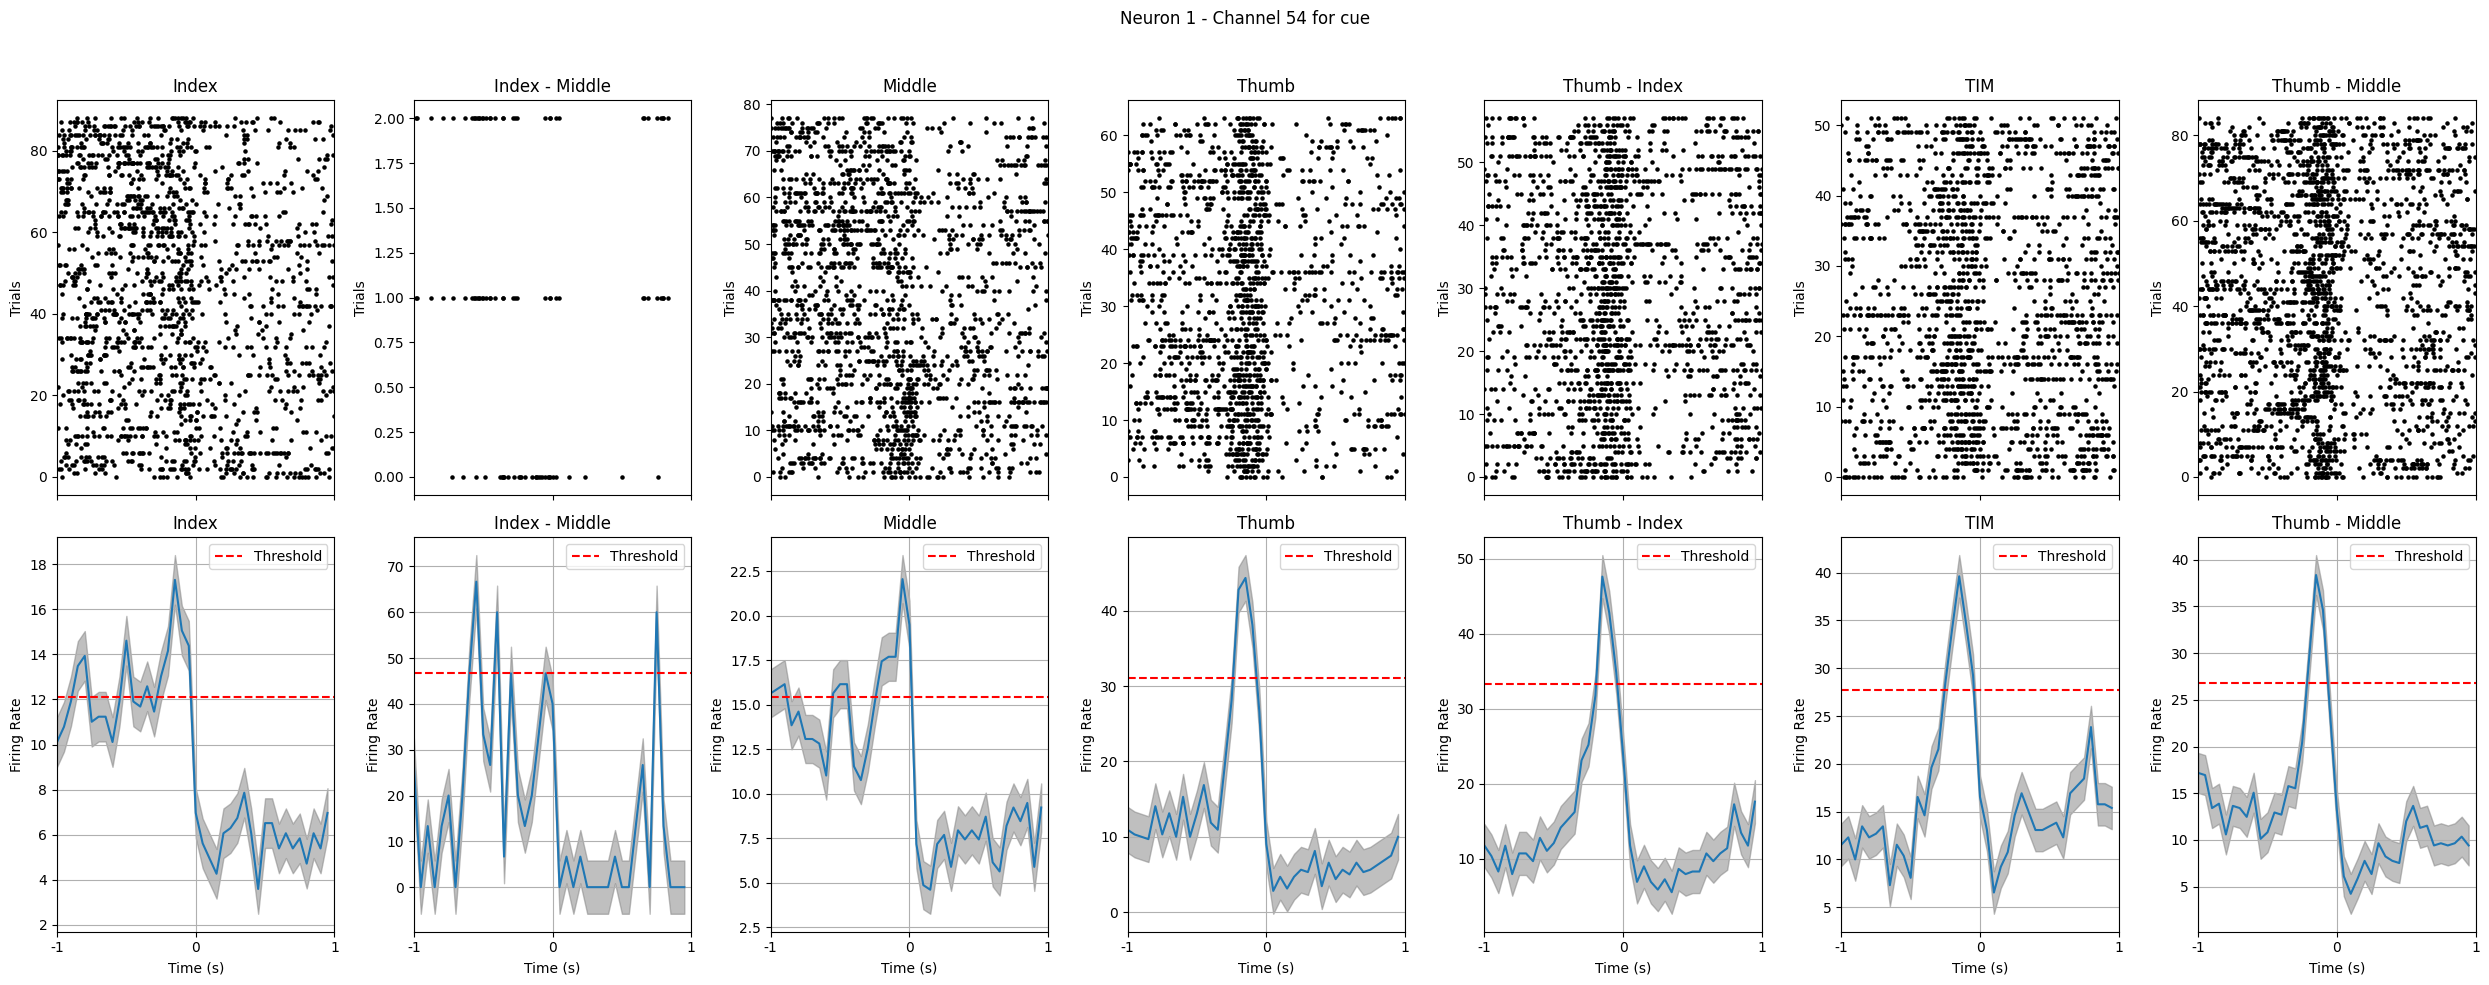 Neuron 1 - Channel 54 for cue
Index
Index - Middle
Middle
Thumb
Thumb - Index
TIM
Thumb - Middle
Trials
80
60
40
20
0
Trials
2.00
1.75
1.50
1.25
1.00
0.75
0.50
0.25
0.00
Trials
80
70
60
50
40
30
20
10
0
Trials
60
50
40
30
20
10
0
Trials
50
40
30
20
10
0
Trials
50
40
30
20
10
0
Trials
80
60
40
20
0
Index
Threshold
Firing Rate
18
16
14
12
10
8
6
4
2
-1 0 1
Time (s)
Index - Middle
Threshold
Firing Rate
70
60
50
40
30
20
10
0
-1 0 1
Time (s)
Middle
Threshold
Firing Rate
22.5
20.0
17.5
15.0
12.5
10.0
7.5
5.0
2.5
-1 0 1
Time (s)
Thumb
Threshold
Firing Rate
40
30
20
10
0
-1 0 1
Time (s)
Thumb - Index
Threshold
Firing Rate
50
40
30
20
10
-1 0 1
Time (s)
TIM
Threshold
Firing Rate
40
35
30
25
20
15
10
5
-1 0 1
Time (s)
Thumb - Middle
Threshold
Firing Rate
40
35
30
25
20
15
10
5
-1 0 1
Time (s)